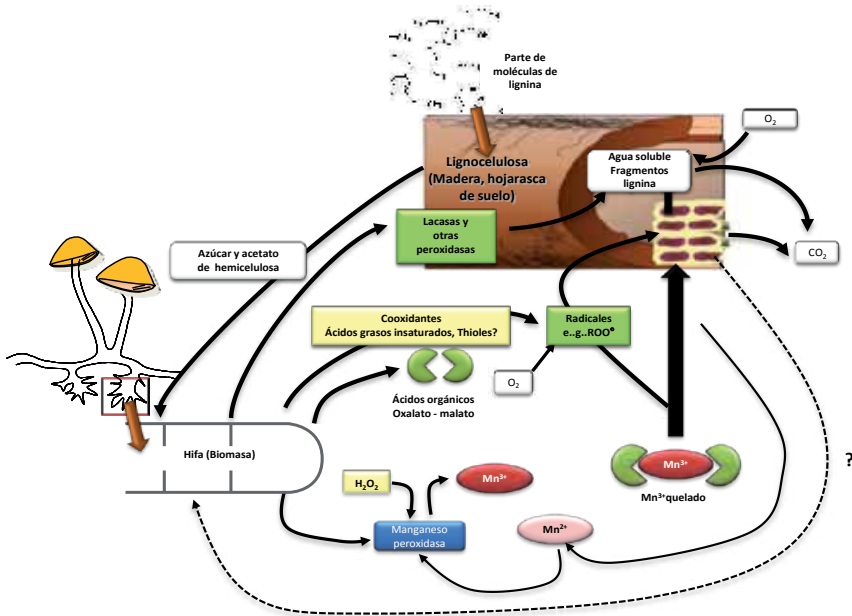 Parte de
moléculas de
lignina
O₂
Lignocelulosa
(Madera, hojarasca
de suelo)
Agua soluble
Fragmentos
lignina
Lacasas y
otras
peroxidasas
Azúcar y acetato
de hemicelulosa
CO₂
Cooxidantes
Ácidos grasos insaturados, Thioles?
Radicales
e..g..ROO•
O₂
Ácidos orgánicos
Oxalato - malato
Hifa (Biomasa)
?
H₂O₂
Mn³⁺
Mn³⁺
Mn³⁺quelado
Manganeso
peroxidasa
Mn²⁺